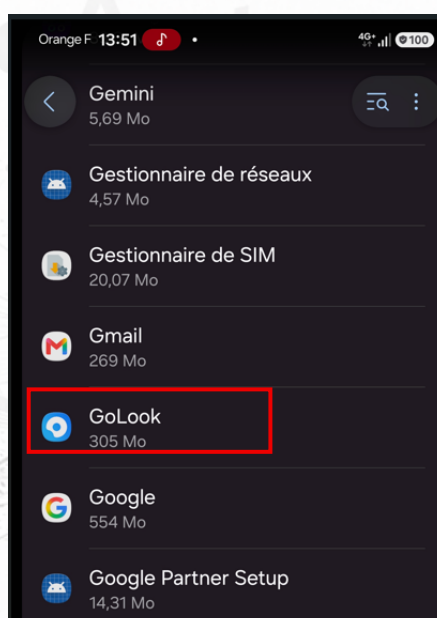 Orange F 13:51 4G+ 100
Gemini
5,69 Mo
Gestionnaire de réseaux
4,57 Mo
Gestionnaire de SIM
20,07 Mo
Gmail
269 Mo
GoLook
305 Mo
Google
554 Mo
Google Partner Setup
14,31 Mo